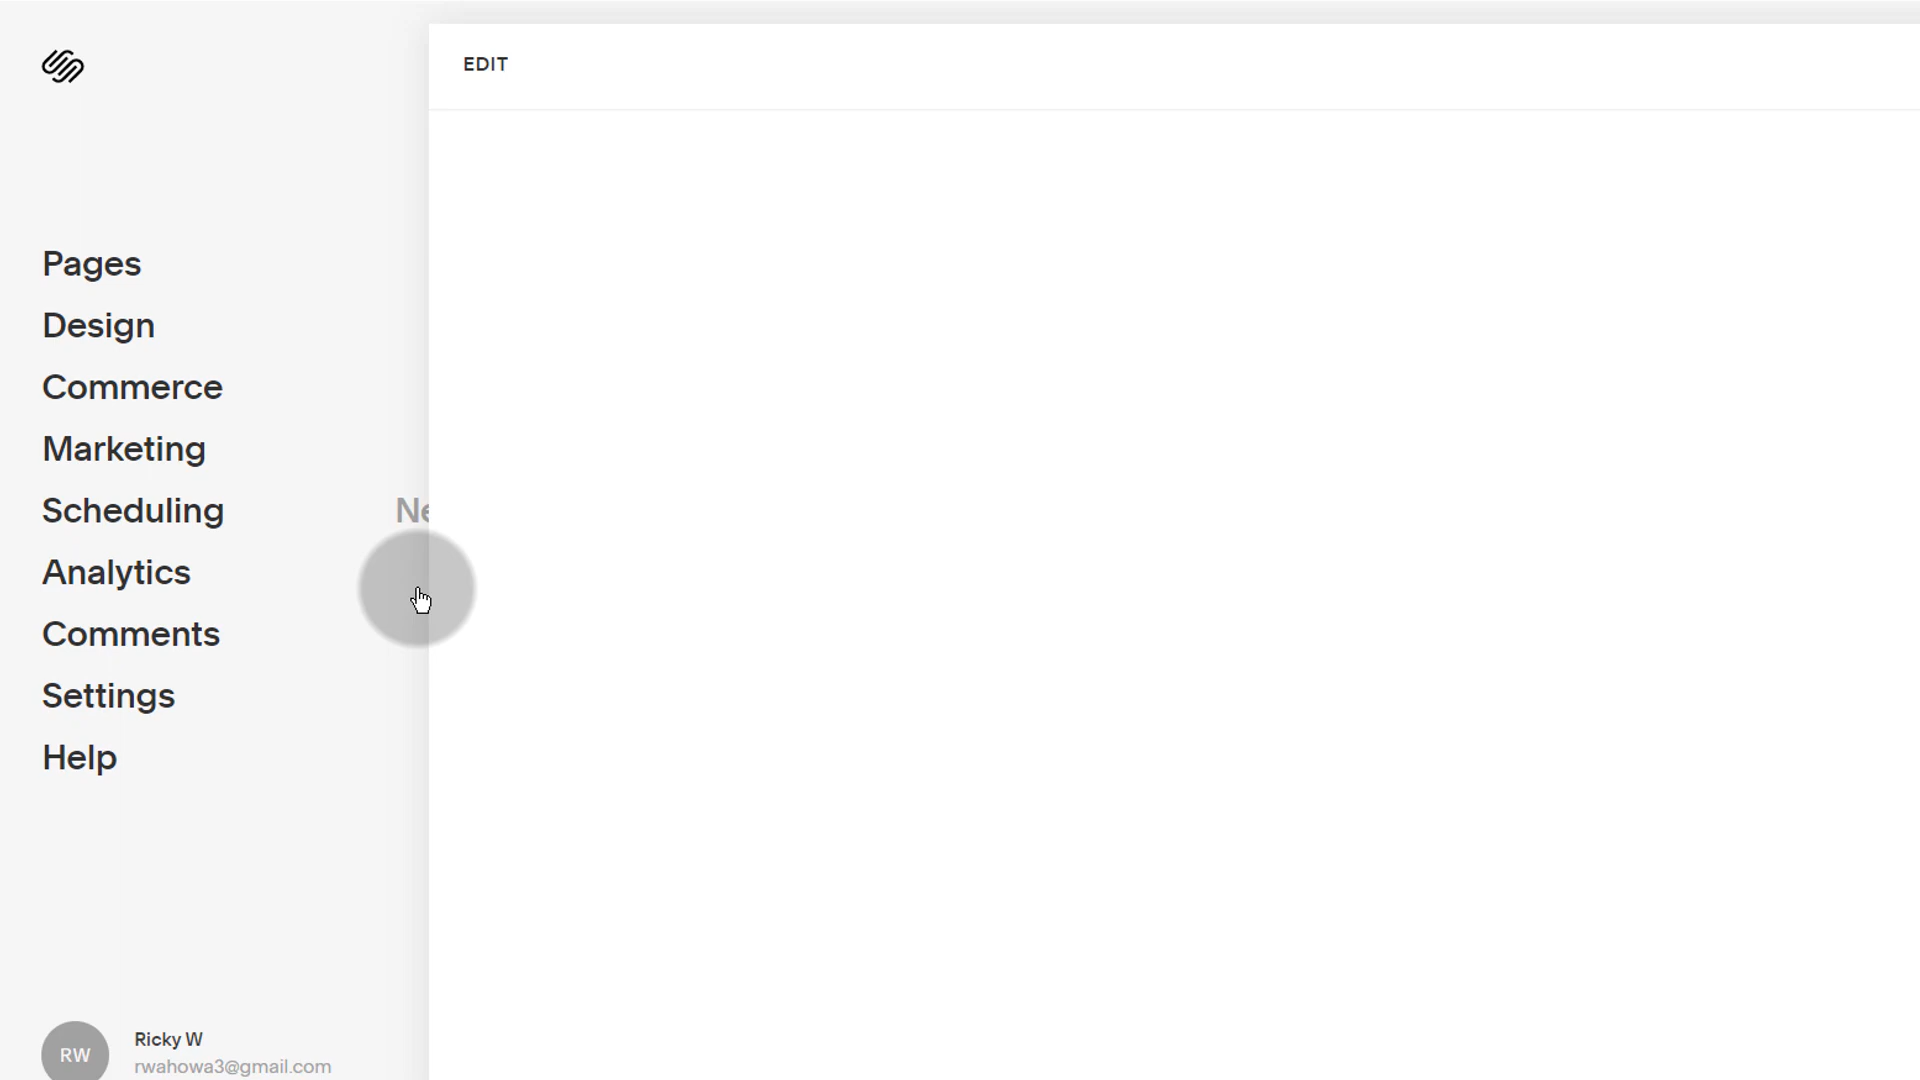 EDIT
Pages
Design
Commerce
Marketing
Scheduling
Analytics
Comments
Settings
Help
RW
Ricky W
rwahowa3@gmail.com